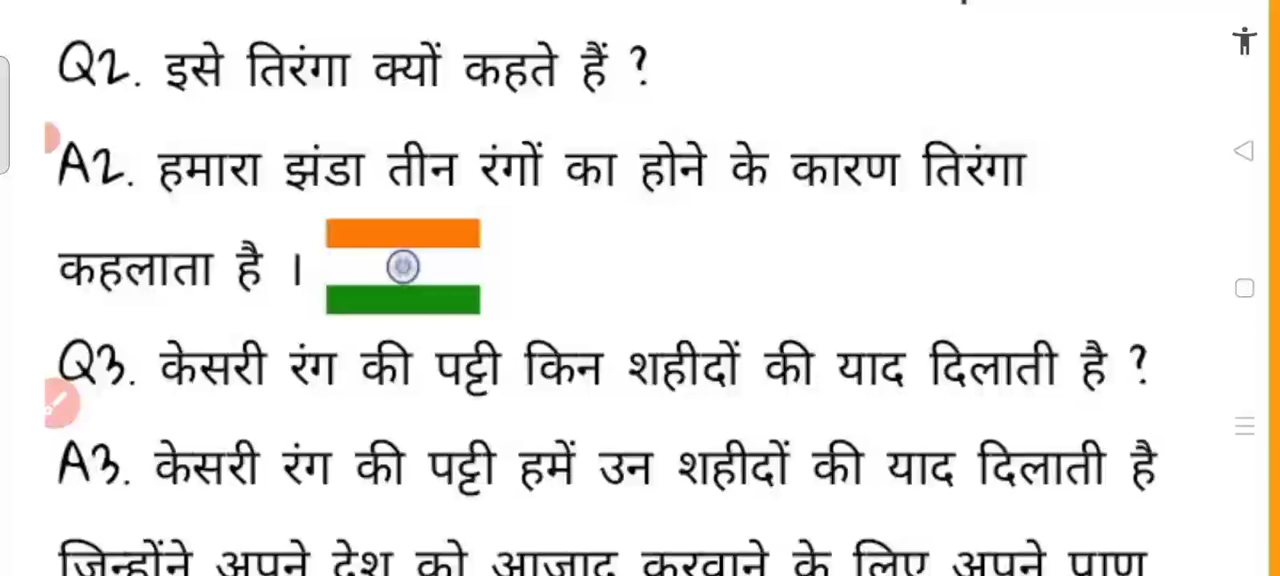 Q2. इसे तिरंगा क्यों कहते हैं ?
A2. हमारा झंडा तीन रंगों का होने के कारण तिरंगा
कहलाता है ।
Q3. केसरी रंग की पट्टी किन शहीदों की याद दिलाती है ?
A3. केसरी रंग की पट्टी हमें उन शहीदों की याद दिलाती है
जिन्होंने अपने देश को आजाद करवाने के लिए अपने प्राण